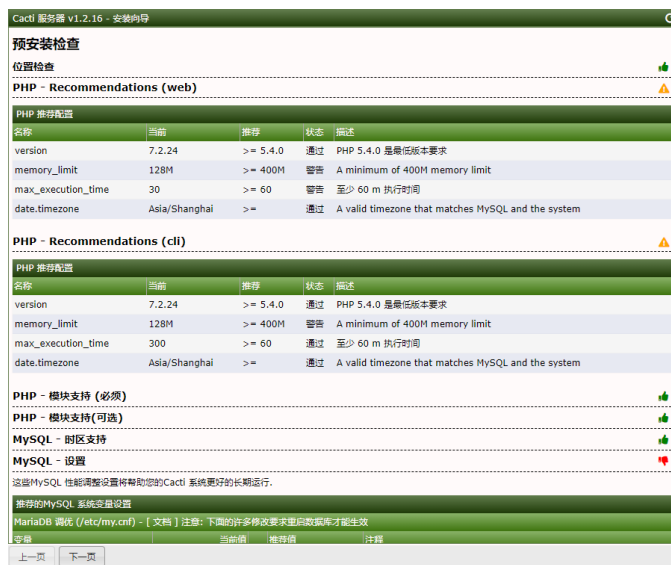 Cacti 服务器 v1.2.16 - 安装向导
预安装检查
位置检查
PHP - Recommendations (web)
PHP 推荐配置
名称 当前 推荐 状态 描述
version 7.2.24 >= 5.4.0 通过 PHP 5.4.0 是最低版本要求
memory_limit 128M >= 400M 警告 A minimum of 400M memory limit
max_execution_time 30 >= 60 警告 至少 60 m 执行时间
date.timezone Asia/Shanghai >= 通过 A valid timezone that matches MySQL and the system
PHP - Recommendations (cli)
PHP 推荐配置
名称 当前 推荐 状态 描述
version 7.2.24 >= 5.4.0 通过 PHP 5.4.0 是最低版本要求
memory_limit 128M >= 400M 警告 A minimum of 400M memory limit
max_execution_time 300 >= 60 通过 至少 60 m 执行时间
date.timezone Asia/Shanghai >= 通过 A valid timezone that matches MySQL and the system
PHP - 模块支持 (必须)
PHP - 模块支持(可选)
MySQL - 时区支持
MySQL - 设置
这些MySQL 性能调整设置将帮助您的Cacti 系统更好的长期运行.
推荐的MySQL 系统变量设置
MariaDB 调优 (/etc/my.cnf) - [ 文档 ] 注意: 下面的许多修改要求重启数据库才能生效
变量 当前值 推荐值 注释
上一页 下一页